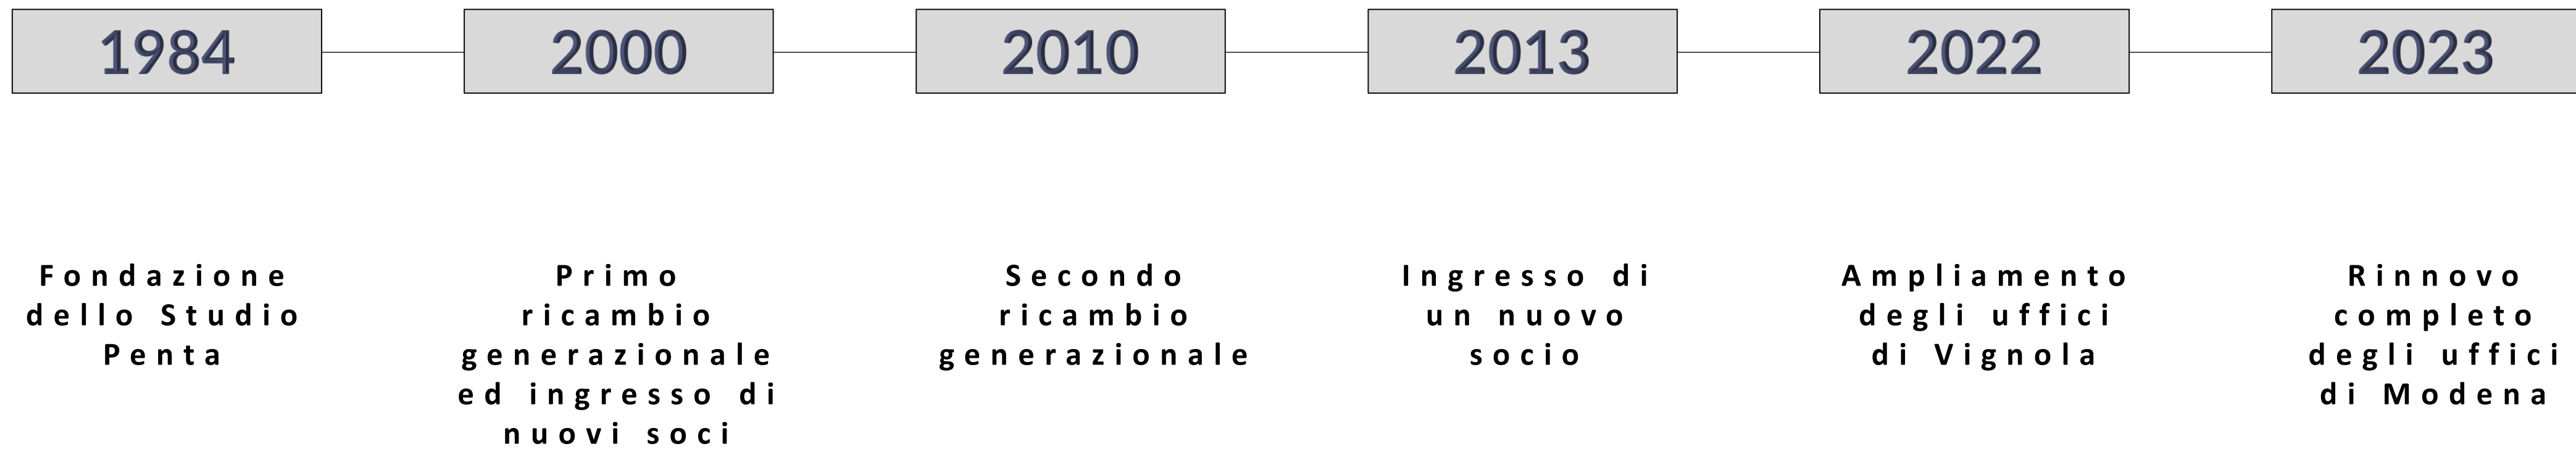 1984
2000
2010
2013
2022
2023
Fondazione
dello Studio
Penta
Primo
ricambio
generazionale
ed ingresso di
nuovi soci
Secondo
ricambio
generazionale
Ingresso di
un nuovo
socio
Ampliamento
degli uffici
di Vignola
Rinnovo
completo
degli uffici
di Modena